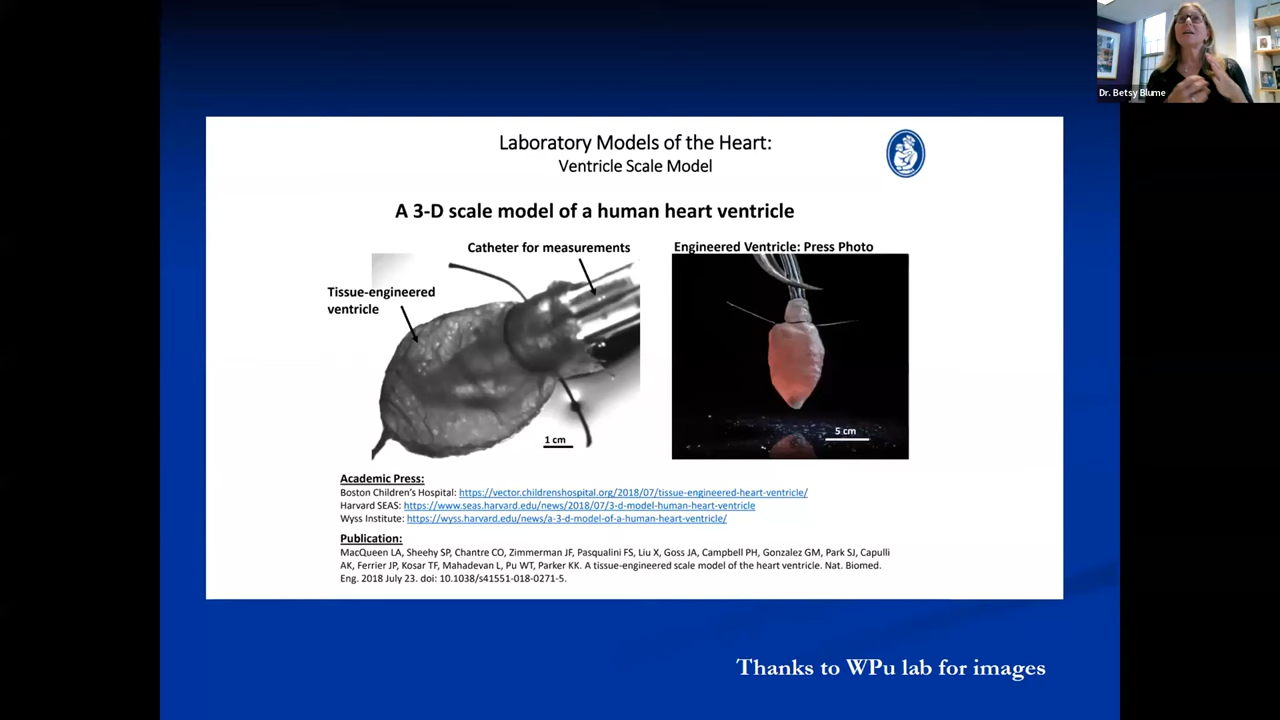 Dr. Betsy Blume
Laboratory Models of the Heart:
Ventricle Scale Model
A 3-D scale model of a human heart ventricle
Catheter for measurements
Engineered Ventricle: Press Photo
Tissue-engineered
ventricle
1 cm
5 cm
Academic Press:
Boston Children's Hospital: https://vector.childrenshospital.org/2018/07/tissue-engineered-heart-ventricle/
Harvard SEAS: https://www.seas.harvard.edu/news/2018/07/3-d-model-human-heart-ventricle
Wyss Institute: https://wyss.harvard.edu/news/a-3-d-model-of-a-human-heart-ventricle/
Publication:
MacQueen LA, Sheehy SP, Chantre CO, Zimmerman JF, Pasqualini FS, Liu X, Goss JA, Campbell PH, Gonzalez GM, Park SJ, Capulli
AK, Ferrier JP, Kosar TF, Mahadevan L, Pu WT, Parker KK. A tissue-engineered scale model of the heart ventricle. Nat. Biomed.
Eng. 2018 July 23. doi: 10.1038/s41551-018-0271-5.
Thanks to WPu lab for images